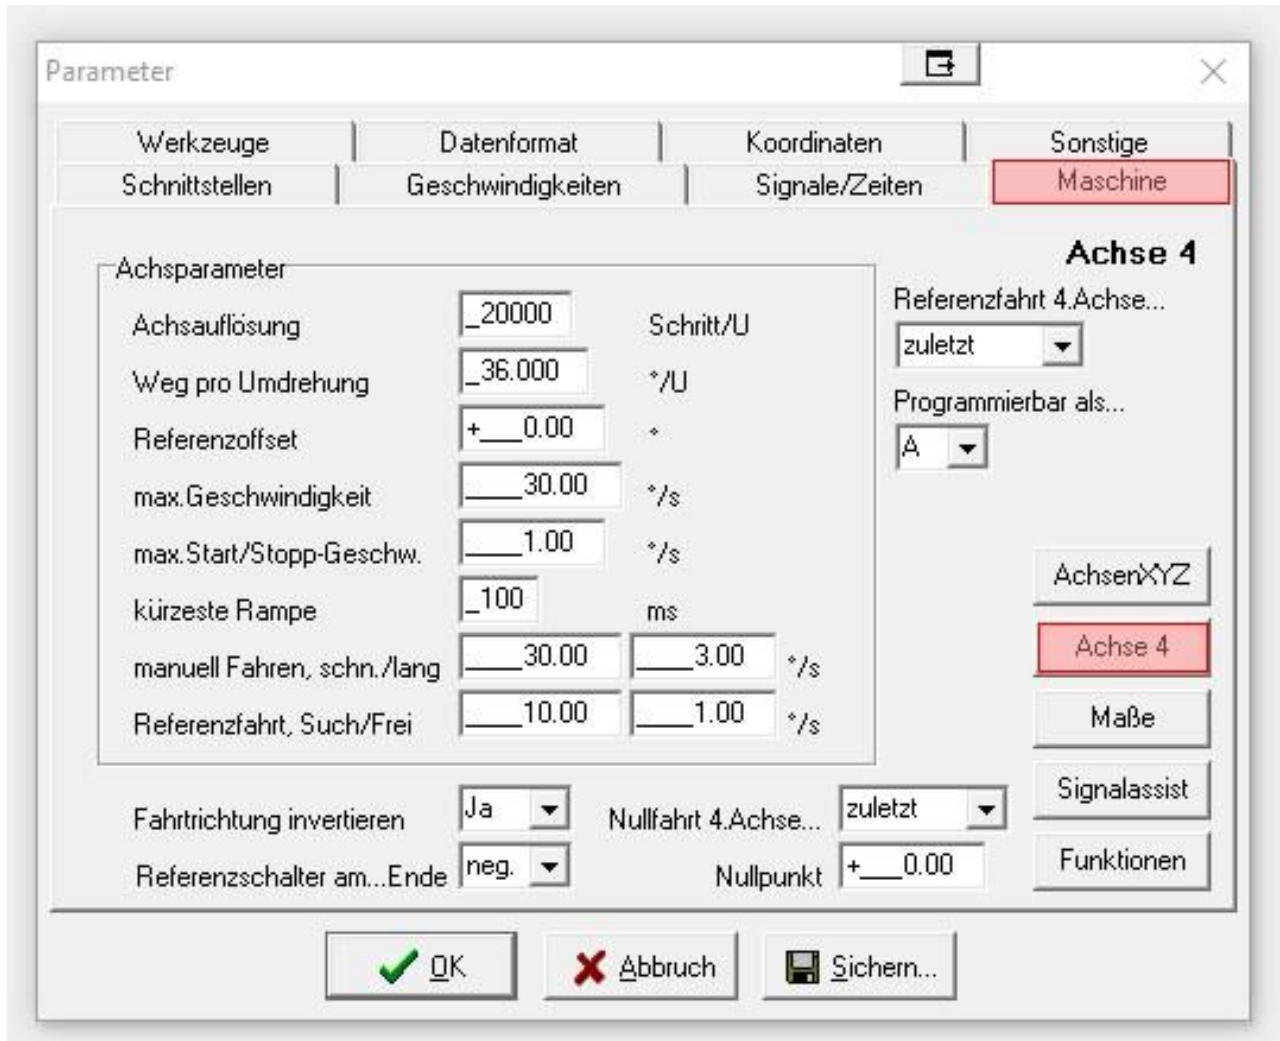 Parameter
Werkzeuge Datenformat Koordinaten Sonstige
Schnittstellen Geschwindigkeiten Signale/Zeiten Maschine
Achse 4
Achsparameter
Achsauflösung _20000 Schritt/U
Weg pro Umdrehung _36.000 °/U
Referenzoffset +___0.00 °
max.Geschwindigkeit ____30.00 °/s
max.Start/Stopp-Geschw. ____1.00 °/s
kürzeste Rampe _100 ms
manuell Fahren, schn./lang ____30.00 ____3.00 °/s
Referenzfahrt, Such/Frei ____10.00 ____1.00 °/s
Referenzfahrt 4.Achse...
zuletzt
Programmierbar als...
A
AchsenXYZ
Achse 4
Maße
Signalassist
Funktionen
Fahrtrichtung invertieren Ja Nullfahrt 4.Achse... zuletzt
Referenzschalter am...Ende neg. Nullpunkt +___0.00
OK Abbruch Sichern...